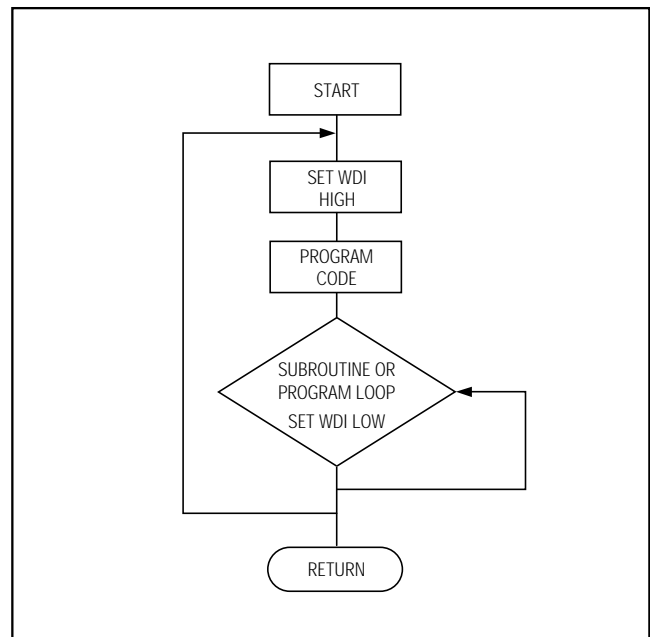 START
SET WDI
HIGH
PROGRAM
CODE
SUBROUTINE OR
PROGRAM LOOP
SET WDI LOW
RETURN